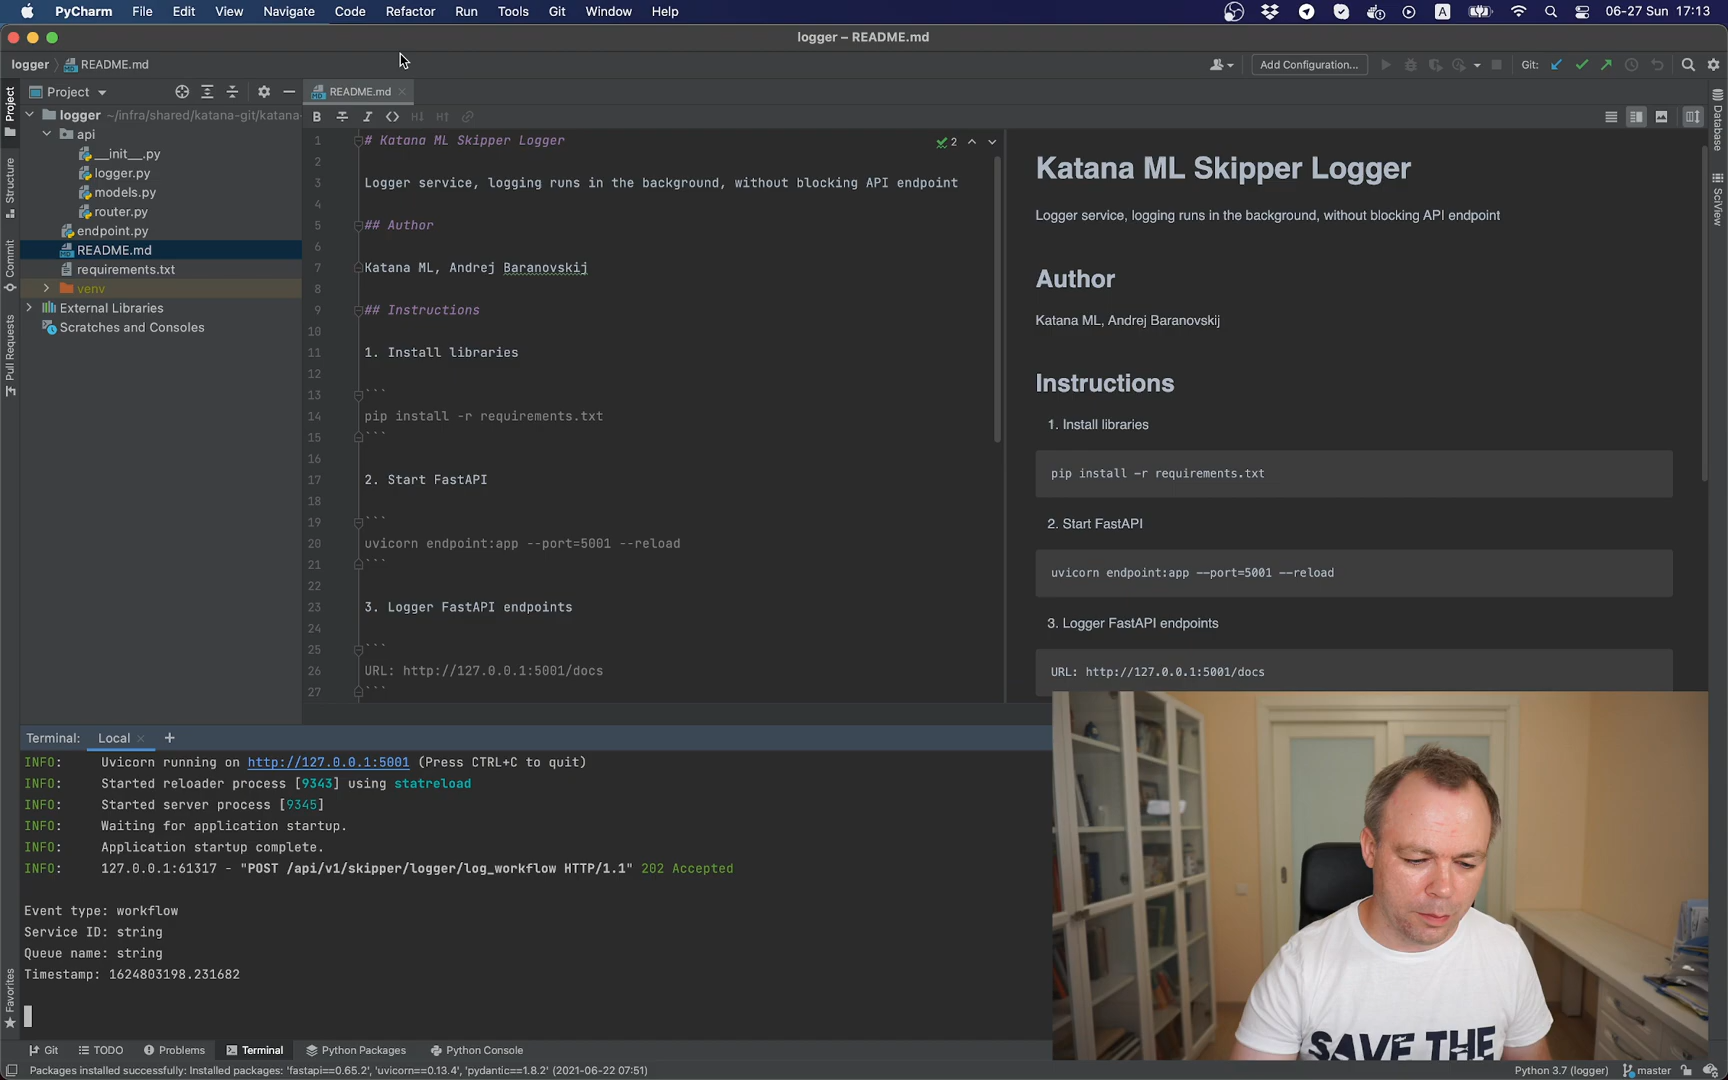 PyCharm File Edit View Navigate Code Refactor Run Tools Git Window Help
A 06-27 Sun 17:13
logger – README.md
logger README.md
Add Configuration...
Git:
Project
README.md
B
logger ~/infra/shared/katana-git/katana-
api
__init__.py
logger.py
models.py
router.py
endpoint.py
README.md
requirements.txt
venv
External Libraries
Scratches and Consoles
Project
Structure
Commit
Pull Requests
Favorites
Database
SciView
2
1 # Katana ML Skipper Logger
2
3 Logger service, logging runs in the background, without blocking API endpoint
4
5 ## Author
6
7 Katana ML, Andrej Baranovskij
8
9 ## Instructions
10
11 1. Install libraries
12
13 ```
14 pip install -r requirements.txt
15 ```
16
17 2. Start FastAPI
18
19 ```
20 uvicorn endpoint:app --port=5001 --reload
21 ```
22
23 3. Logger FastAPI endpoints
24
25 ```
26 URL: http://127.0.0.1:5001/docs
27 ```
Katana ML Skipper Logger
Logger service, logging runs in the background, without blocking API endpoint
Author
Katana ML, Andrej Baranovskij
Instructions
1. Install libraries
pip install -r requirements.txt
2. Start FastAPI
uvicorn endpoint:app --port=5001 --reload
3. Logger FastAPI endpoints
URL: http://127.0.0.1:5001/docs
Terminal: Local +
INFO: Uvicorn running on http://127.0.0.1:5001 (Press CTRL+C to quit)
INFO: Started reloader process [9343] using statreload
INFO: Started server process [9345]
INFO: Waiting for application startup.
INFO: Application startup complete.
INFO: 127.0.0.1:61317 - "POST /api/v1/skipper/logger/log_workflow HTTP/1.1" 202 Accepted
Event type: workflow
Service ID: string
Queue name: string
Timestamp: 1624803198.231682
SAVE THE
Git TODO Problems Terminal Python Packages Python Console
Packages installed successfully: Installed packages: 'fastapi==0.65.2', 'uvicorn==0.13.4', 'pydantic==1.8.2' (2021-06-22 07:51)
Python 3.7 (logger) master